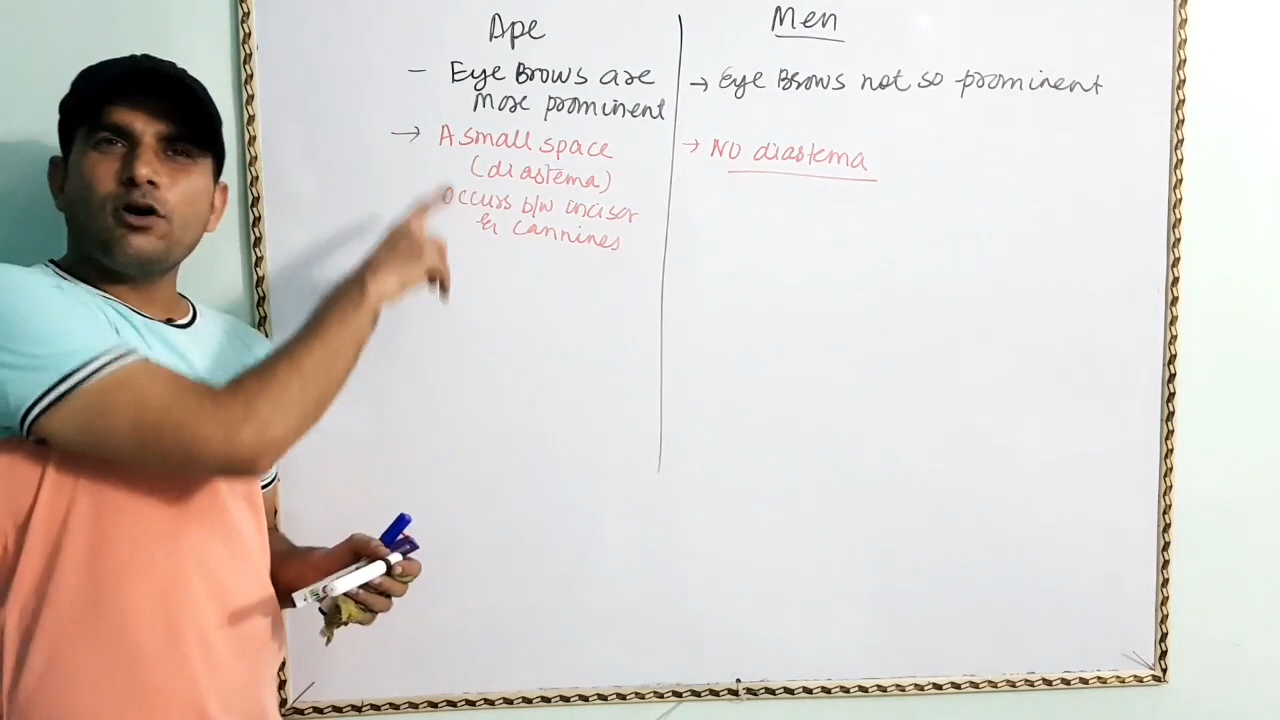 Ape
- Eye Brows are
More prominent
→ A small space
(diastema)
occurs b/w incisor
& cannines
Men
→ Eye Brows not so prominent
→ No diastema